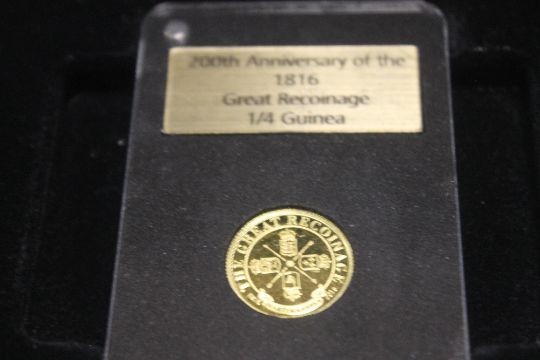 200th Anniversary of the
1816
Great Recoinage
1/4 Guinea
THE GREAT RECOINAGE